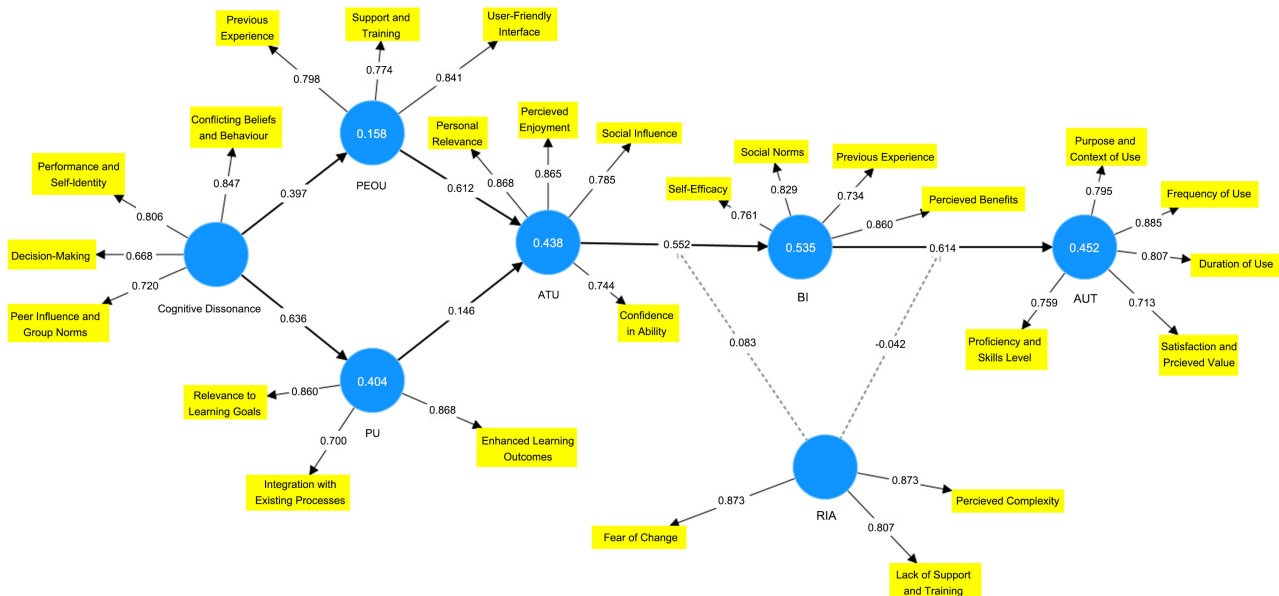 Previous
Experience
Support and
Training
User-Friendly
Interface
0.798
0.774
0.841
0.158
PEOU
Conflicting Beliefs
and Behaviour
Performance and
Self-Identity
Decision-Making
Peer Influence and
Group Norms
0.847
0.806
0.668
0.720
Cognitive Dissonance
0.397
0.636
0.612
0.146
Relevance to
Learning Goals
Integration with
Existing Processes
Enhanced Learning
Outcomes
0.860
0.700
0.868
0.404
PU
Personal
Relevance
Percieved
Enjoyment
Social Influence
Confidence
in Ability
0.868
0.865
0.785
0.744
0.438
ATU
0.552
Self-Efficacy
Social Norms
Previous Experience
Percieved Benefits
0.761
0.829
0.734
0.860
0.535
BI
0.614
Purpose and
Context of Use
Frequency of Use
Duration of Use
Satisfaction and
Prcieved Value
Proficiency and
Skills Level
0.795
0.885
0.807
0.713
0.759
0.452
AUT
0.083
-0.042
RIA
0.873
0.807
0.873
Fear of Change
Lack of Support
and Training
Percieved Complexity